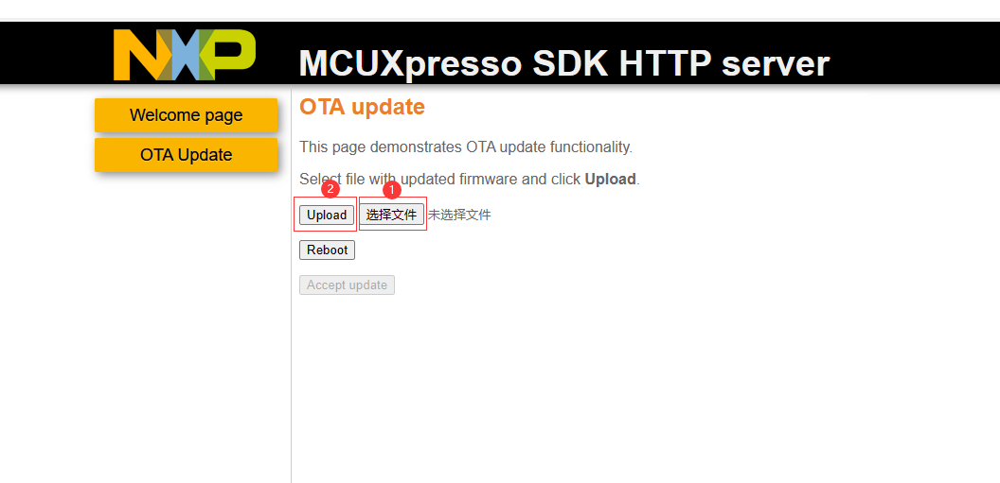 NXP
MCUXpresso SDK HTTP server
Welcome page
OTA Update
OTA update
This page demonstrates OTA update functionality.
Select file with updated firmware and click Upload.
2 1
Upload 选择文件 未选择文件
Reboot
Accept update